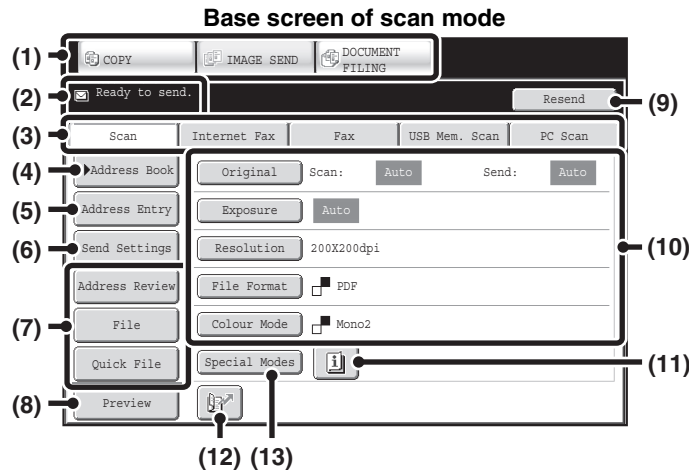 Base screen of scan mode
(1) COPY IMAGE SEND DOCUMENT FILING
(2) Ready to send.
Resend (9)
(3) Scan Internet Fax Fax USB Mem. Scan PC Scan
(4) Address Book Original Scan: Auto Send: Auto
(5) Address Entry Exposure Auto
(6) Send Settings Resolution 200X200dpi (10)
Address Review File Format PDF
(7) File Colour Mode Mono2
Quick File Special Modes (11)
(8) Preview
(12) (13)